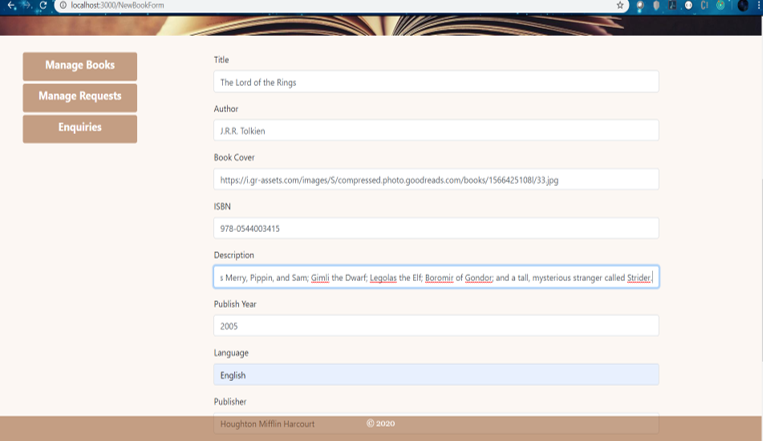 localhost:3000/NewBookForm
Manage Books
Manage Requests
Enquiries
Title
The Lord of the Rings
Author
J.R.R. Tolkien
Book Cover
https://i.gr-assets.com/images/S/compressed.photo.goodreads.com/books/1566425108l/33.jpg
ISBN
978-0544003415
Description
s Merry, Pippin, and Sam; Gimli the Dwarf; Legolas the Elf; Boromir of Gondor; and a tall, mysterious stranger called Strider.
Publish Year
2005
Language
English
Publisher
Houghton Mifflin Harcourt
© 2020